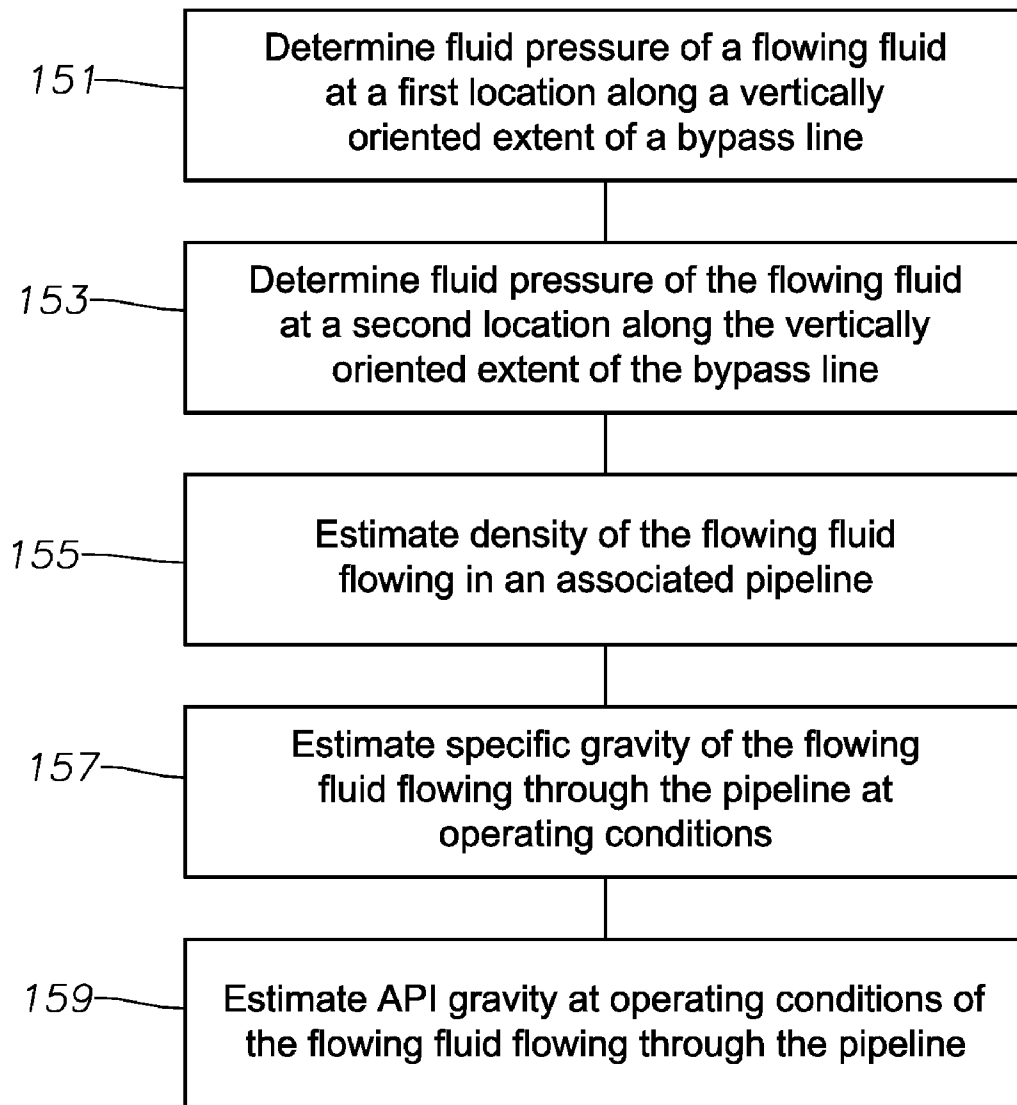 151
Determine fluid pressure of a flowing fluid
at a first location along a vertically
oriented extent of a bypass line
153
Determine fluid pressure of the flowing fluid
at a second location along the vertically
oriented extent of the bypass line
155
Estimate density of the flowing fluid
flowing in an associated pipeline
157
Estimate specific gravity of the flowing
fluid flowing through the pipeline at
operating conditions
159
Estimate API gravity at operating conditions of
the flowing fluid flowing through the pipeline